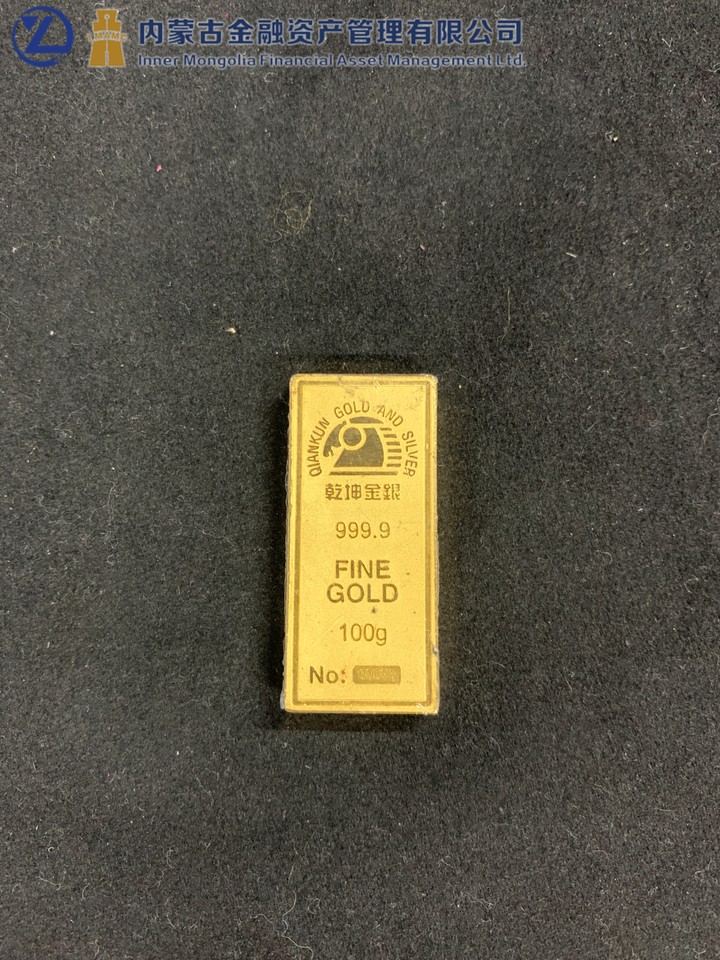 内蒙古金融资产管理有限公司
Inner Mongolia Financial Asset Management Ltd.
QIANKUN GOLD AND SILVER
乾坤金銀
999.9
FINE
GOLD
100g
No: